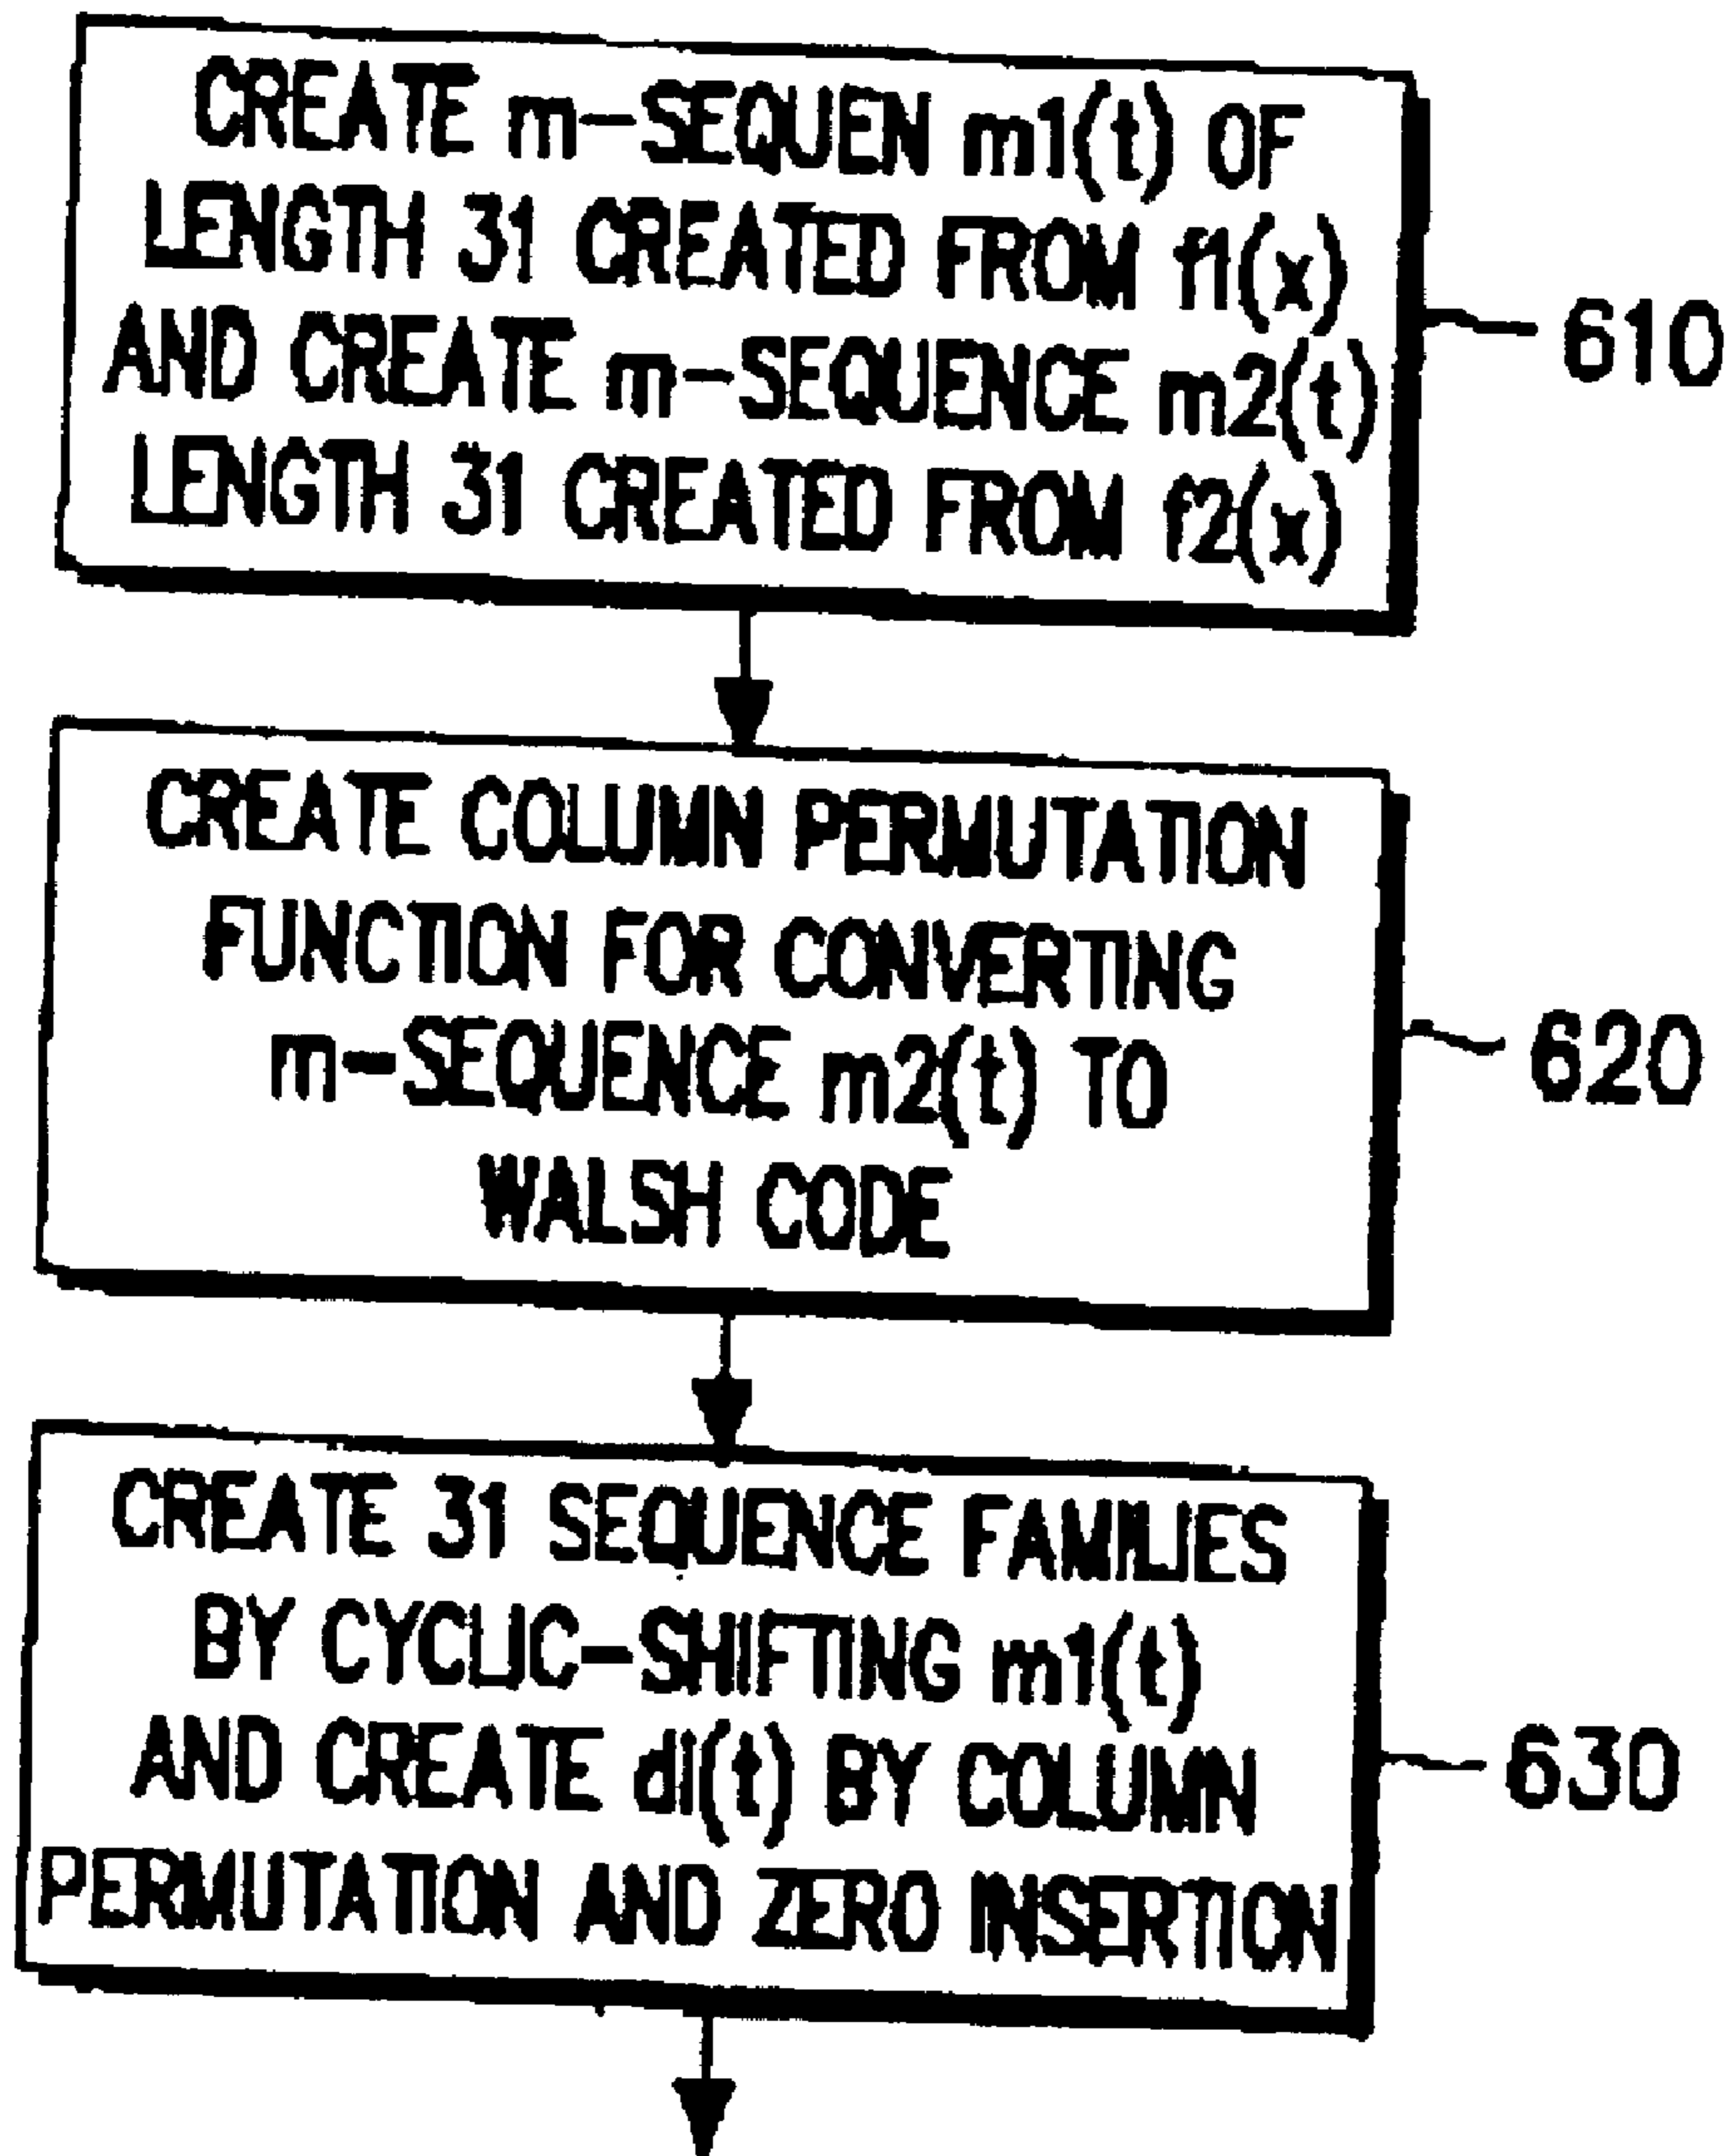 CREATE m-SEQUEN m1(t) OF
LENGTH 31 CREATED FROM f1(x)
AND CREATE m-SEQUENCE m2(t)
LENGTH 31 CREATED FROM f2(x)
610
CREATE COLUMN PERMUTATION
FUNCTION FOR CONVERTING
m-SEQUENCE m2(t) TO
WALSH CODE
620
CREATE 31 SEQUENCE FAMILIES
BY CYCLIC-SHIFTING m1(t)
AND CREATE di(t) BY COLUMN
PERMUTATION AND ZERO INSERTION
630